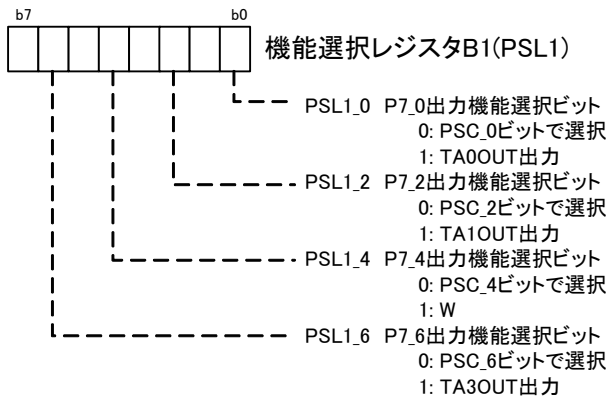 b7 b0
機能選択レジスタB1(PSL1)
PSL1_0 P7_0出力機能選択ビット
0: PSC_0ビットで選択
1: TA0OUT出力
PSL1_2 P7_2出力機能選択ビット
0: PSC_2ビットで選択
1: TA1OUT出力
PSL1_4 P7_4出力機能選択ビット
0: PSC_4ビットで選択
1: W
PSL1_6 P7_6出力機能選択ビット
0: PSC_6ビットで選択
1: TA3OUT出力